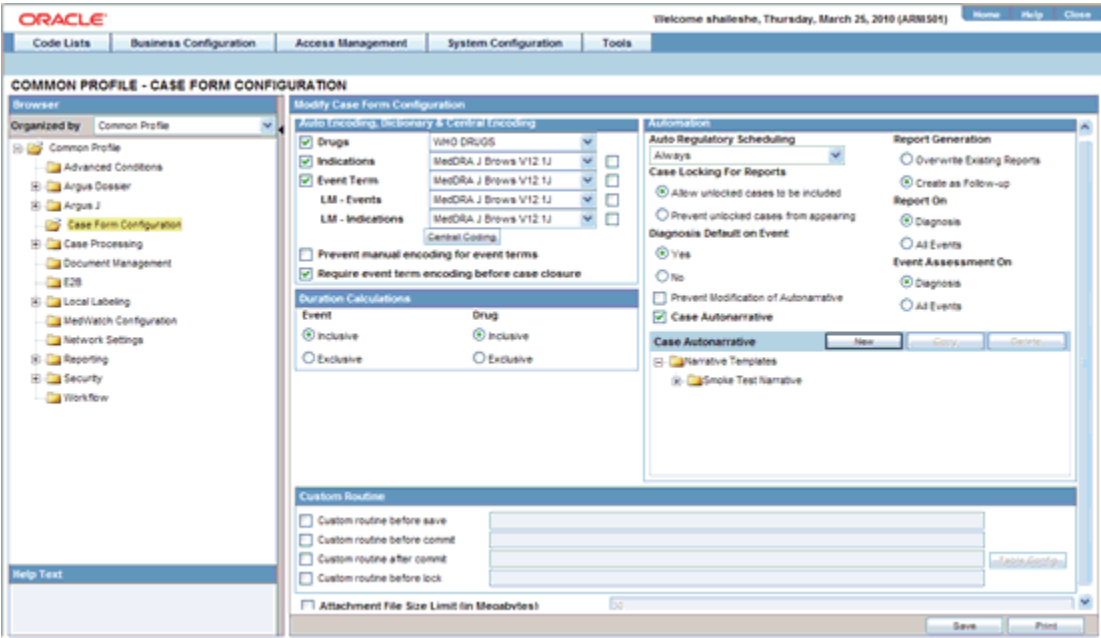 ORACLE
Welcome shaileshe, Thursday, March 25, 2010 (ARMIS01)
Home Help Close
Code Lists Business Configuration Access Management System Configuration Tools
COMMON PROFILE - CASE FORM CONFIGURATION
Browser
Organized by Common Profile
Common Profile
Advanced Conditions
Argus Dossier
Argus J
Case Form Configuration
Case Processing
Document Management
E2B
Local Labeling
MedWatch Configuration
Network Settings
Reporting
Security
Workflow
Help Text
Modify Case Form Configuration
Auto Encoding, Dictionary & Central Encoding
Drugs WHO DRUGS
Indications MedDRA J Brows V12.1J
Event Term MedDRA J Brows V12.1J
LM - Events MedDRA J Brows V12.1J
LM - Indications MedDRA J Brows V12.1J
Central Coding
Prevent manual encoding for event terms
Require event term encoding before case closure
Duration Calculations
Event Drug
Inclusive Inclusive
Exclusive Exclusive
Automation
Auto Regulatory Scheduling
Always
Case Locking For Reports
Allow unlocked cases to be included
Prevent unlocked cases from appearing
Diagnosis Default on Event
Yes
No
Prevent Modification of Autonarrative
Case Autonarrative
Report Generation
Overwrite Existing Reports
Create as Follow-up
Report On
Diagnosis
All Events
Event Assessment On
Diagnosis
All Events
Case Autonarrative New Copy Delete
Narrative Templates
Smoke Test Narrative
Custom Routine
Custom routine before save
Custom routine before commit
Custom routine after commit
Custom routine before lock
Attachment File Size Limit (in Megabytes)
Save Print